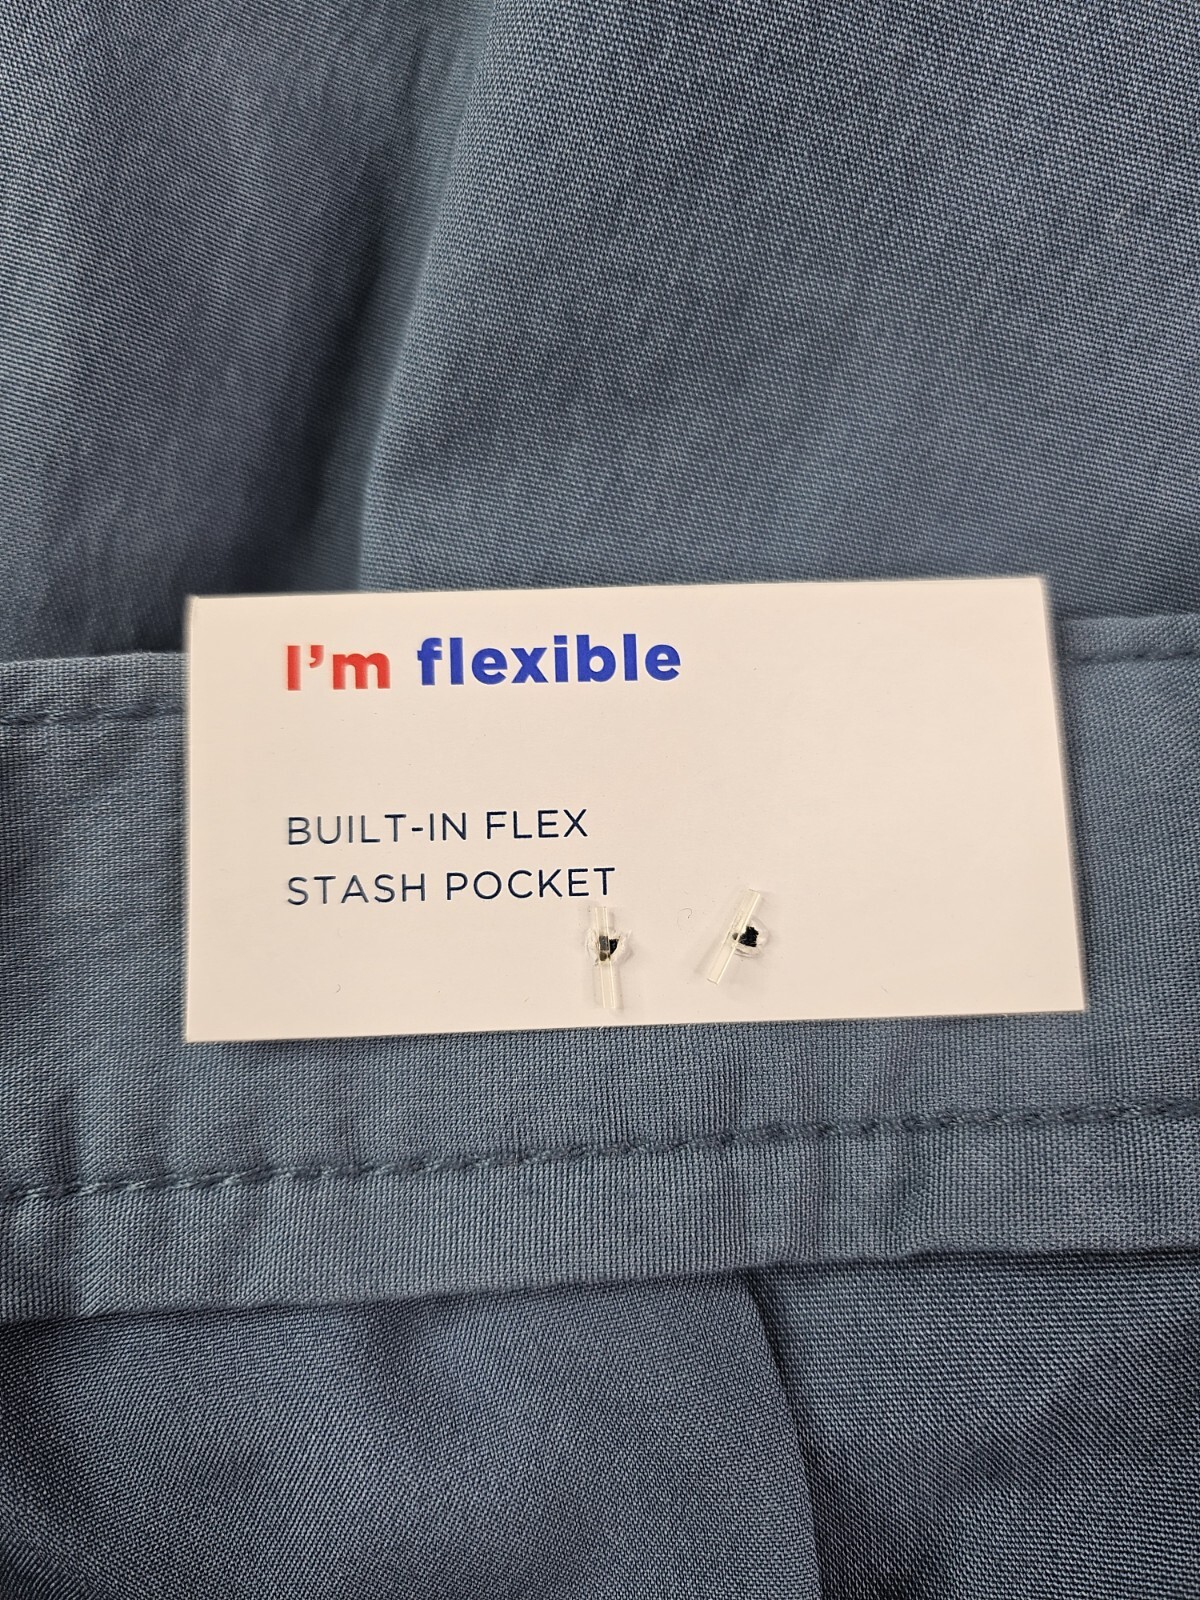 I'm flexible
BUILT-IN FLEX
STASH POCKET